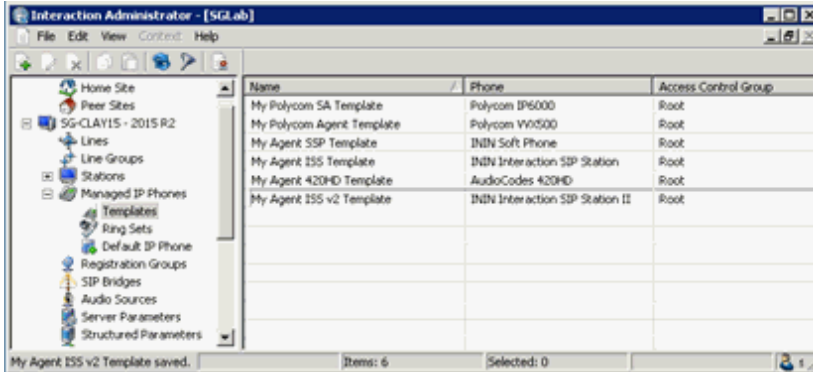 Interaction Administrator - [SGLab]
File Edit View Context Help
Home Site
Peer Sites
SG-CLAY15 - 2015 R2
Lines
Line Groups
Stations
Managed IP Phones
Templates
Ring Sets
Default IP Phone
Registration Groups
SIP Bridges
Audio Sources
Server Parameters
Structured Parameters
Name / Phone Access Control Group
My Polycom SA Template Polycom IP6000 Root
My Polycom Agent Template Polycom VVX500 Root
My Agent SSP Template ININ Soft Phone Root
My Agent ISS Template ININ Interaction SIP Station Root
My Agent 420HD Template AudioCodes 420HD Root
My Agent ISS v2 Template ININ Interaction SIP Station II Root
My Agent ISS v2 Template saved. Items: 6 Selected: 0